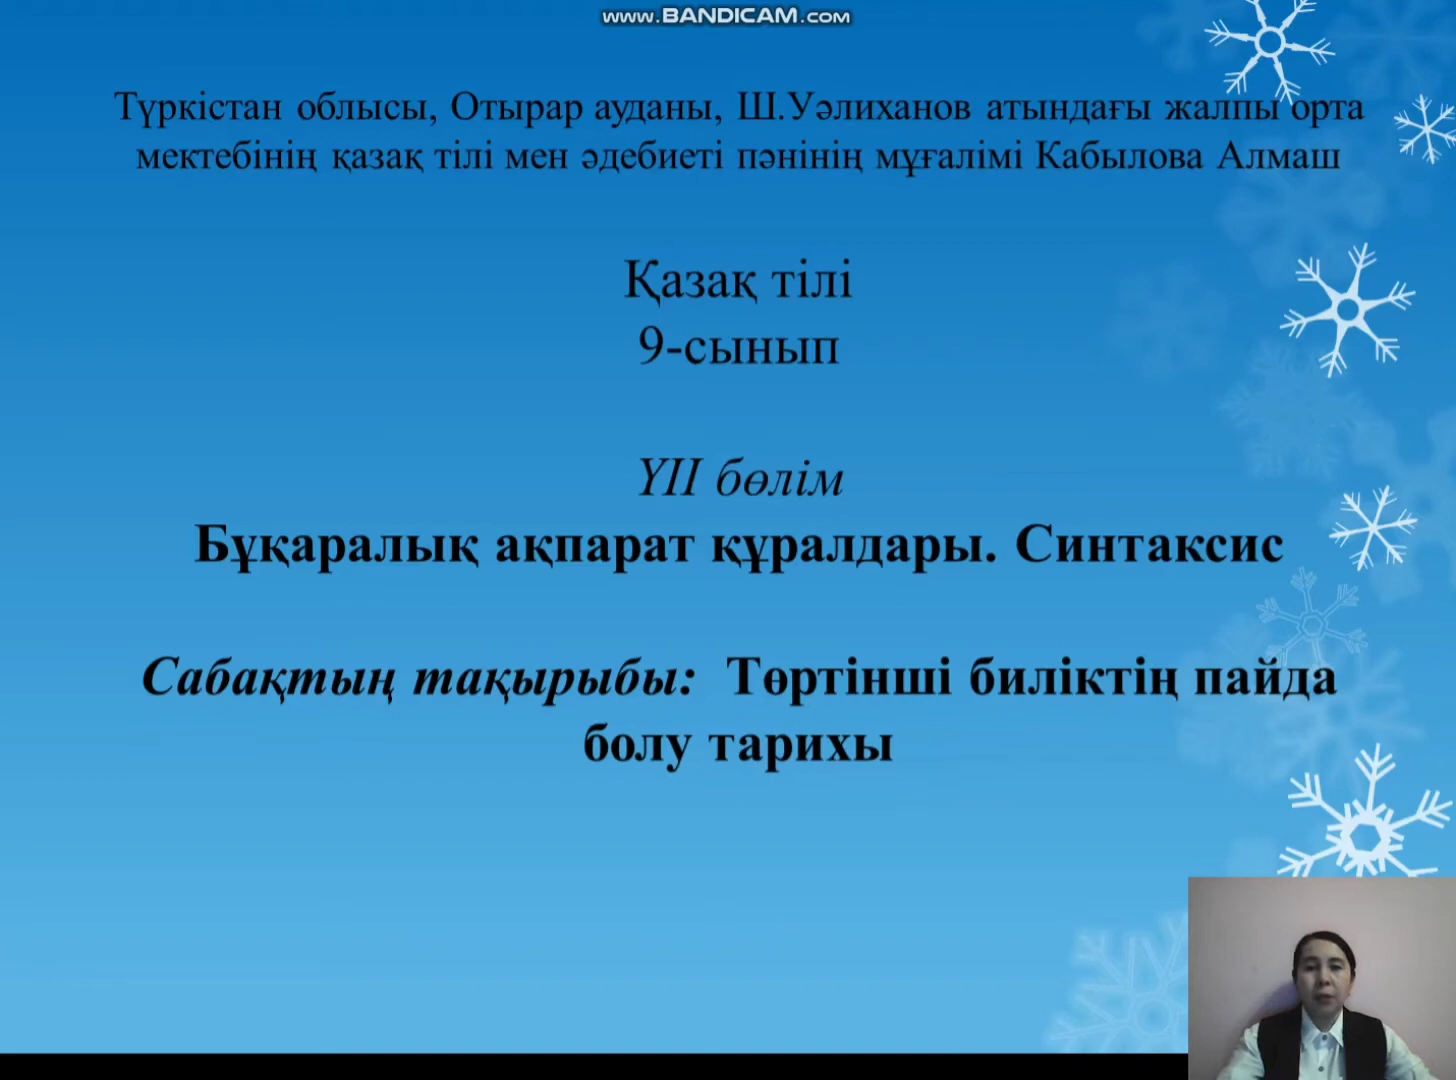 www.BANDICAM.com
Түркістан облысы, Отырар ауданы, Ш.Уәлиханов атындағы жалпы орта
мектебінің қазақ тілі мен әдебиеті пәнінің мұғалімі Кабылова Алмаш
Қазақ тілі
9-сынып
ҮІІ бөлім
Бұқаралық ақпарат құралдары. Синтаксис
Сабақтың тақырыбы: Төртінші биліктің пайда
болу тарихы